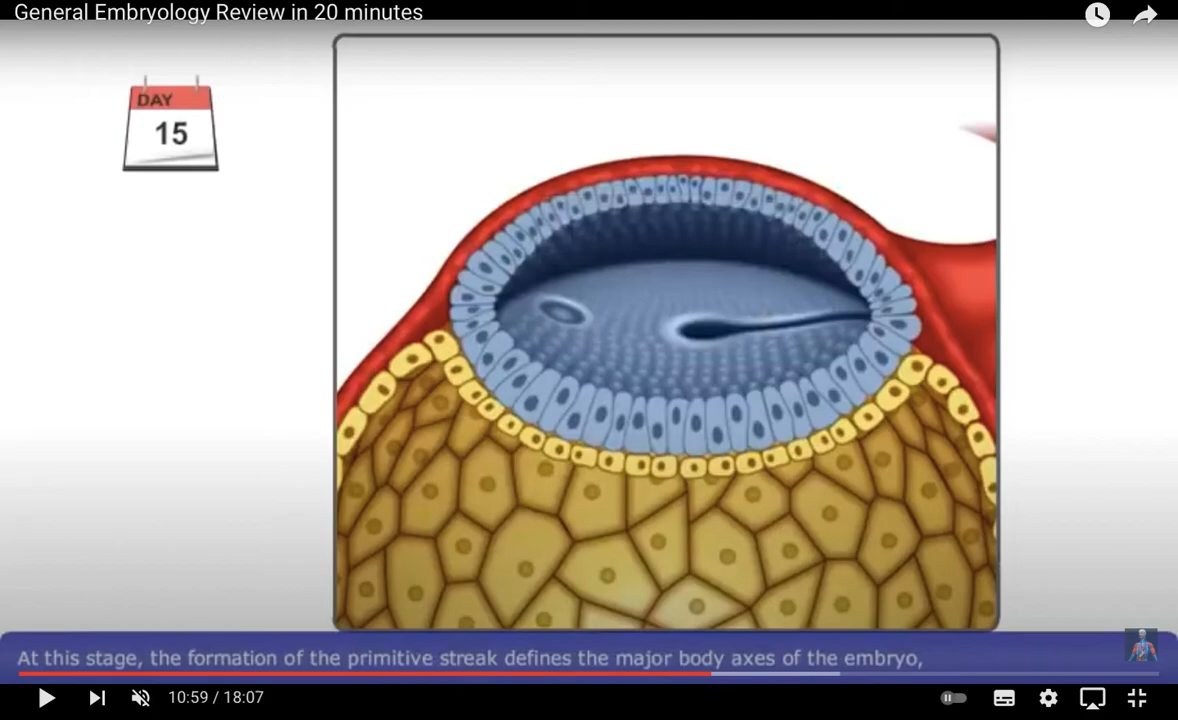 General Embryology Review in 20 minutes
DAY
15
At this stage, the formation of the primitive streak defines the major body axes of the embryo,
10:59 / 18:07